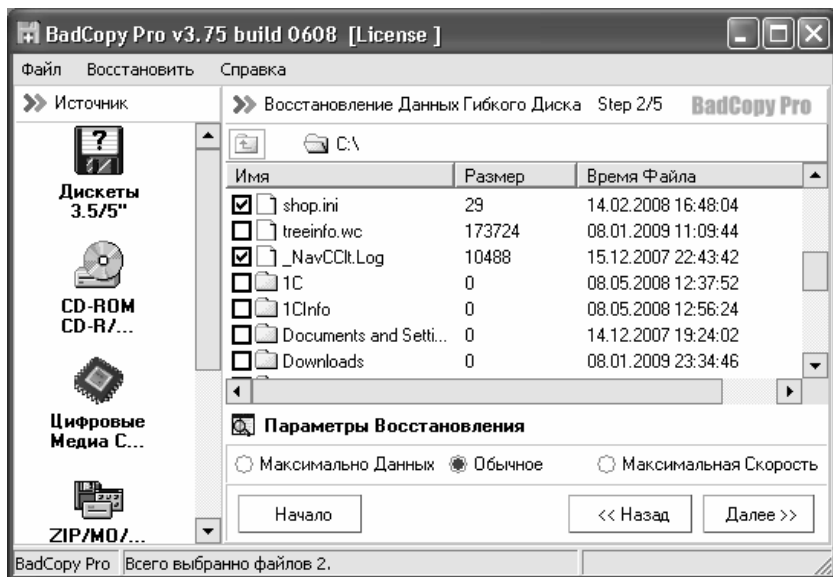 BadCopy Pro v3.75 build 0608 [License ]
Файл Восстановить Справка
Источник
Дискеты
3.5/5"
CD-ROM
CD-R/...
Цифровые
Медиа С...
ZIP/MO/...
Восстановление Данных Гибкого Диска Step 2/5 BadCopy Pro
C:\
Имя Размер Время Файла
shop.ini 29 14.02.2008 16:48:04
treeinfo.wc 173724 08.01.2009 11:09:44
_NavCClt.Log 10488 15.12.2007 22:43:42
1C 0 08.05.2008 12:37:52
1CInfo 0 08.05.2008 12:56:24
Documents and Setti... 0 14.12.2007 19:24:02
Downloads 0 08.01.2009 23:34:46
Параметры Восстановления
Максимально Данных Обычное Максимальная Скорость
Начало << Назад Далее >>
BadCopy Pro Всего выбранно файлов 2.